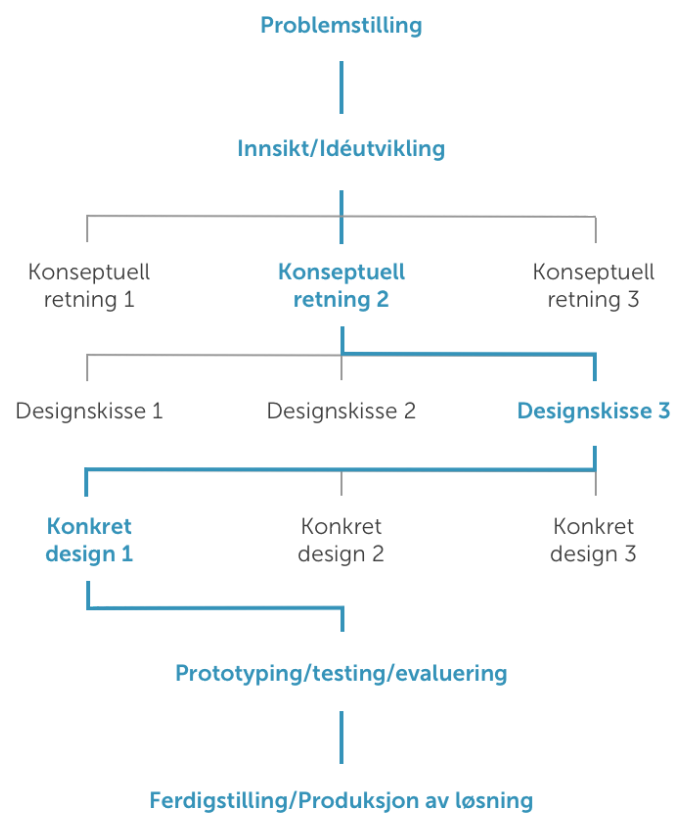 Problemstilling
Innsikt/Idéutvikling
Konseptuell
retning 1
Konseptuell
retning 2
Konseptuell
retning 3
Designskisse 1
Designskisse 2
Designskisse 3
Konkret
design 1
Konkret
design 2
Konkret
design 3
Prototyping/testing/evaluering
Ferdigstilling/Produksjon av løsning